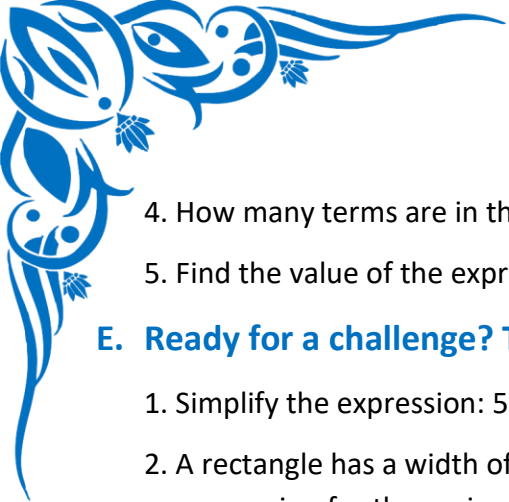 4. How many terms are in th
5. Find the value of the expr
E. Ready for a challenge? T
1. Simplify the expression: 5
2. A rectangle has a width of